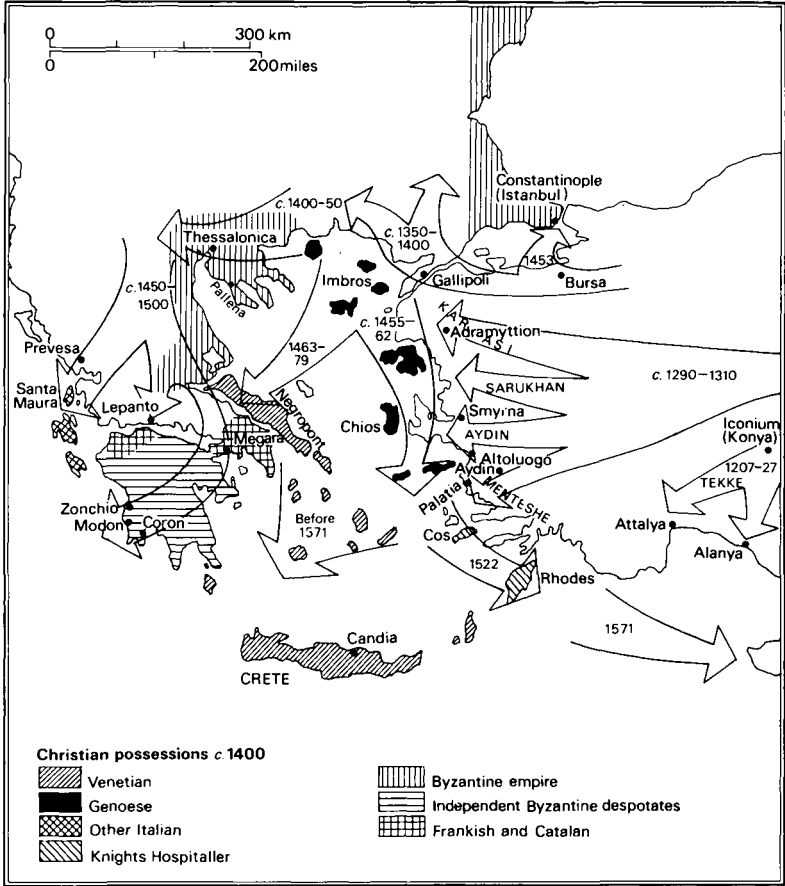 0 300 km
0 200 miles
Constantinople
(Istanbul)
c. 1400–50
c. 1350–
1400
Thessalonica
1453
Gallipoli
Bursa
Imbros
c. 1450–
1500
Pallena
KARASI
Adramyttion
c. 1455–
62
1463–
79
Prevesa
c. 1290–1310
SARUKHAN
Santa
Maura
Lepanto
Negropont
Smyrna
Chios
AYDIN
Iconium
(Konya)
Megara
Altoluogo
Aydin
1207–27
TEKKE
Palatia
MENTESHE
Zonchio
Modon
Coron
Before
1571
Attalya
Alanya
Cos
1522
Rhodes
1571
Candia
CRETE
Christian possessions c. 1400
Venetian
Genoese
Other Italian
Knights Hospitaller
Byzantine empire
Independent Byzantine despotates
Frankish and Catalan